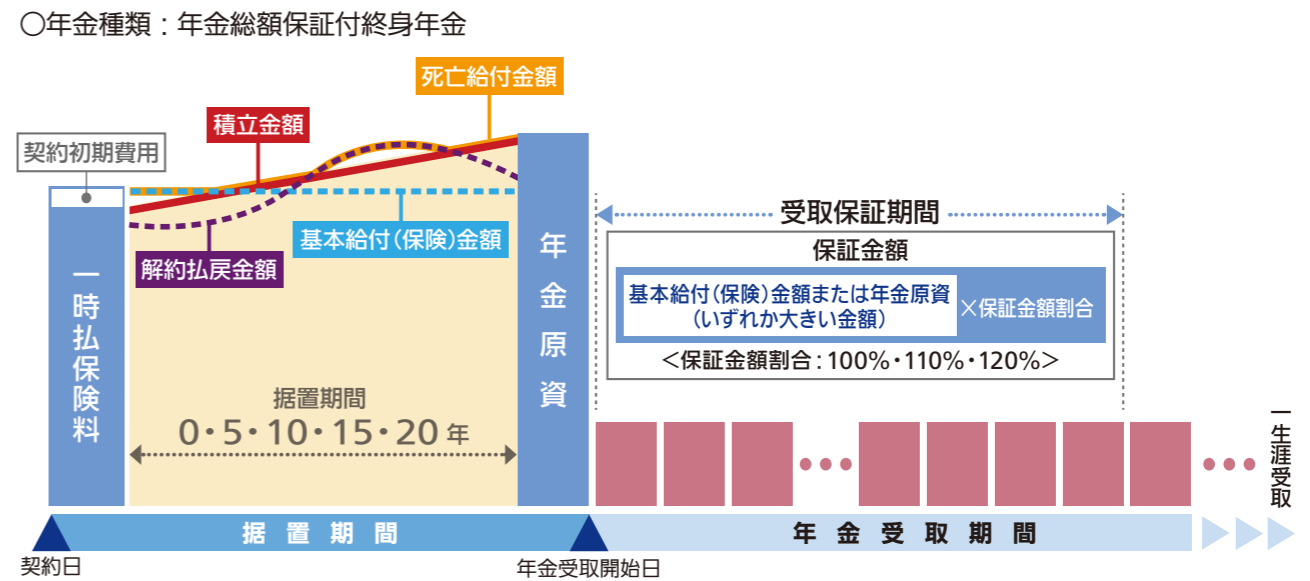 〇年金種類：年金総額保証付終身年金
死亡給付金額
積立金額
契約初期費用
基本給付(保険)金額
解約払戻金額
一時払保険料
据置期間
0・5・10・15・20 年
年金原資
受取保証期間
保証金額
基本給付(保険)金額または年金原資
(いずれか大きい金額)
×保証金額割合
＜保証金額割合：100%・110%・120%＞
一生涯受取
据置期間
年金受取期間
契約日
年金受取開始日